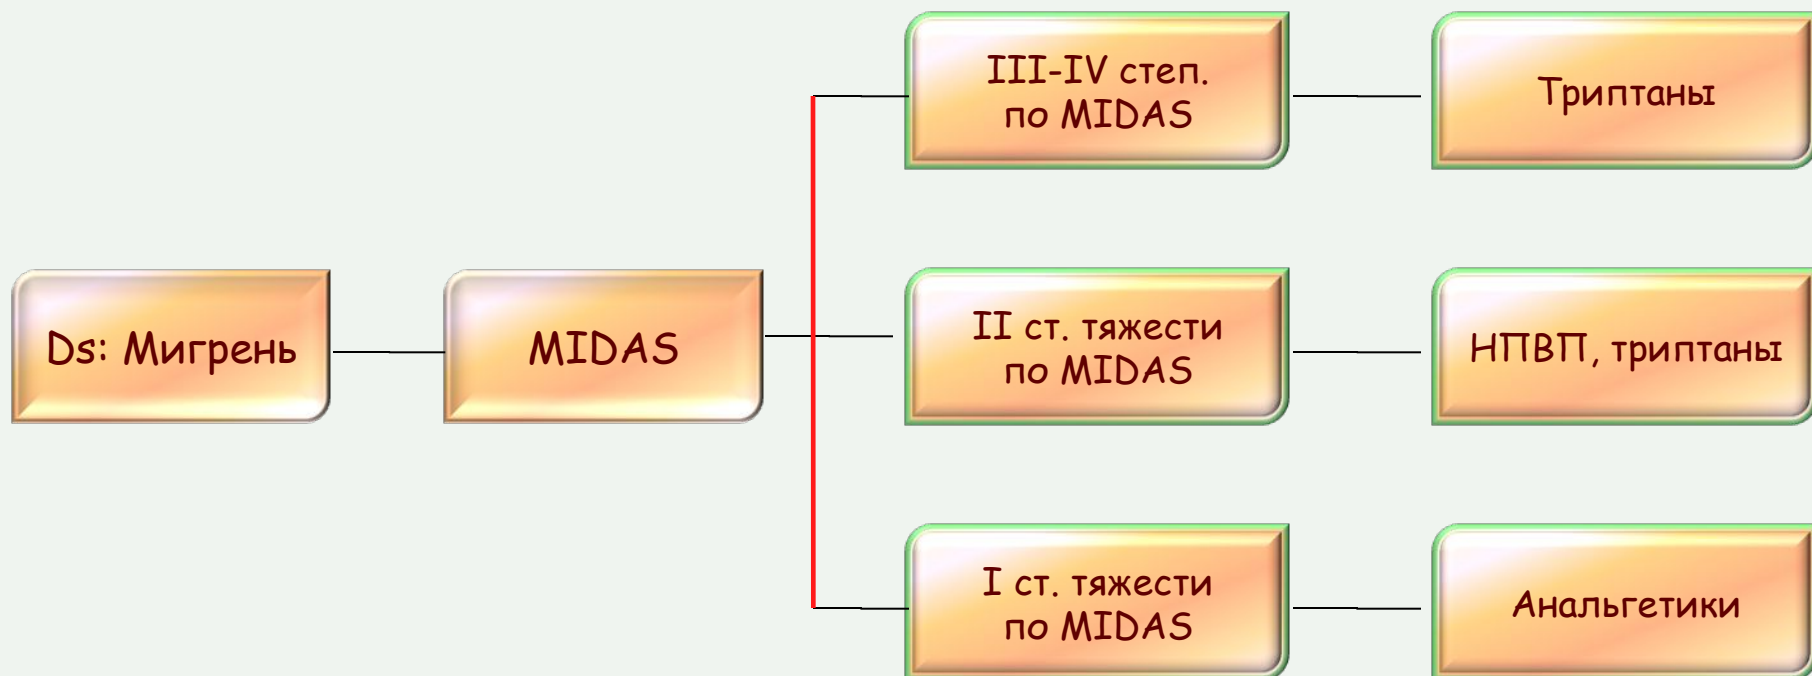 Ds: Мигрень
MIDAS
III-IV степ.
по MIDAS
Триптаны
II ст. тяжести
по MIDAS
НПВП, триптаны
I ст. тяжести
по MIDAS
Анальгетики